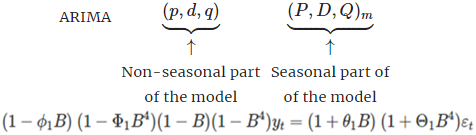 ARIMA (p, d, q) (P, D, Q)m
↑ ↑
Non-seasonal part Seasonal part of
of the model of the model
(1 − ϕ₁B) (1 − Φ₁B⁴)(1 − B)(1 − B⁴)yₜ = (1 + θ₁B) (1 + Θ₁B⁴)εₜ